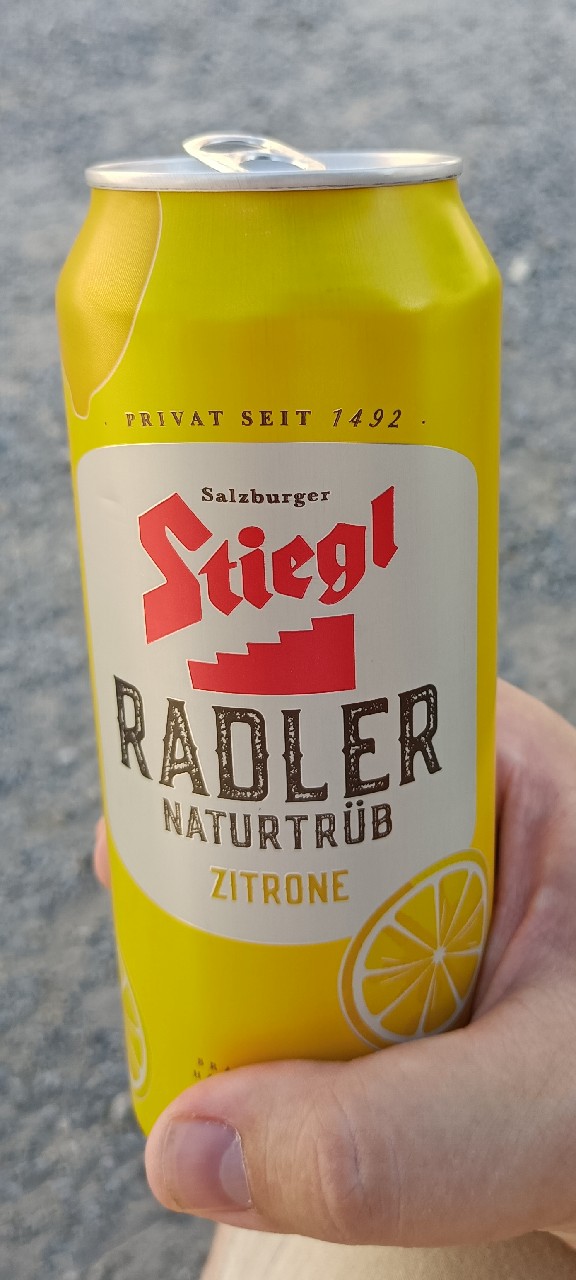 · PRIVAT SEIT 1492 ·
Salzburger
Stiegl
RADLER
NATURTRÜB
ZITRONE